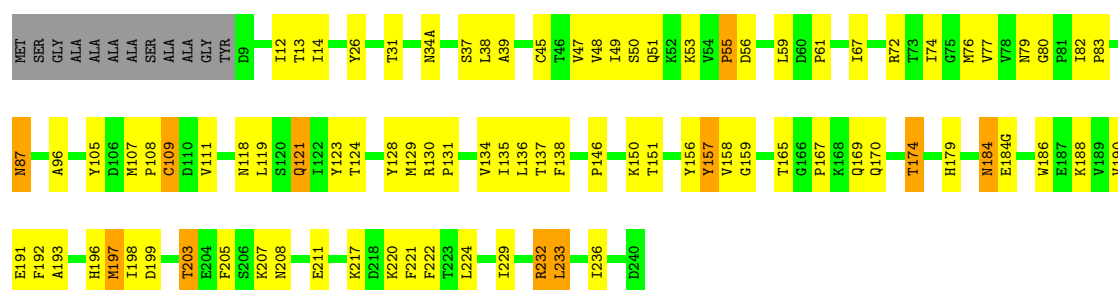 MET SER GLY ALA ALA ALA ALA SER ALA ALA GLY TYR D9 I12 T13 I14 Y26 T31 N34A S37 L38 A39 C45 T46 V47 V48 I49 S50 Q51 K52 K53 V54 P55 D56 L59 D60 P61 I67 R72 T73 I74 G75 M76 V77 V78 N79 G80 P81 I82 P83
N87 A96 Y105 D106 M107 P108 C109 D110 V111 N118 L119 S120 Q121 I122 Y123 T124 Y128 M129 R130 P131 V134 I135 L136 T137 F138 P146 K150 T151 Y156 Y157 V158 G159 T165 G166 P167 K168 Q169 Q170 T174 H179 N184 E184G W186 E187 K188 V189
E191 F192 A193 H196 M197 I198 D199 T203 E204 F205 S206 K207 N208 E211 K217 D218 K220 F221 F222 T223 L224 I229 R232 L233 I236 D240